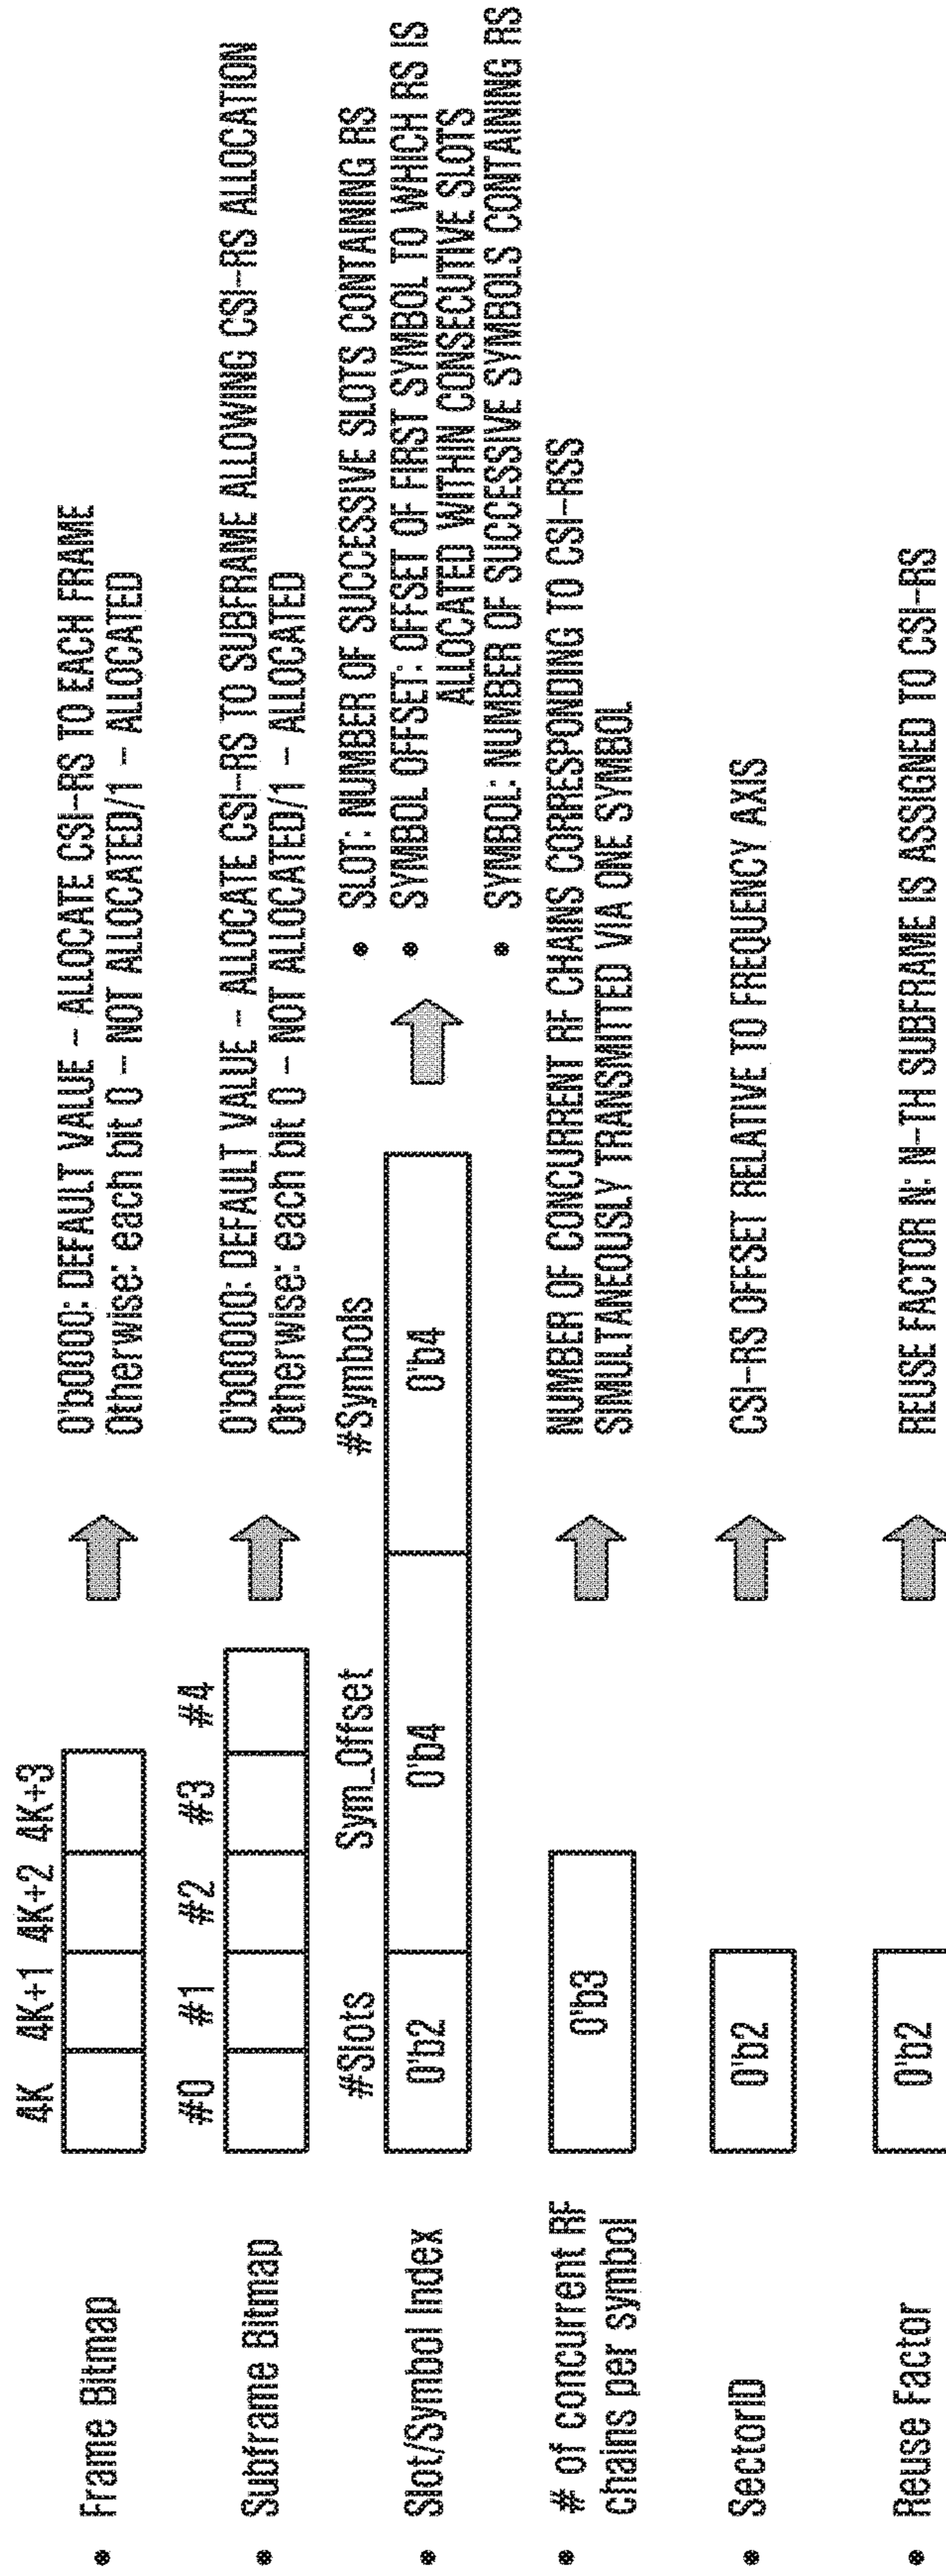 • Frame Bitmap
4K 4K+1 4K+2 4K+3
0'b0000: DEFAULT VALUE – ALLOCATE CSI–RS TO EACH FRAME
Otherwise: each bit 0 – NOT ALLOCATED/1 – ALLOCATED
• Subframe Bitmap
#0 #1 #2 #3 #4
0'b00000: DEFAULT VALUE – ALLOCATE CSI–RS TO SUBFRAME ALLOWING CSI–RS ALLOCATION
Otherwise: each bit 0 – NOT ALLOCATED/1 – ALLOCATED
• Slot/Symbol Index
#Slots Sym_Offset #Symbols
0'b2 0'b4 0'b4
• SLOT: NUMBER OF SUCCESSIVE SLOTS CONTAINING RS
• SYMBOL OFFSET: OFFSET OF FIRST SYMBOL TO WHICH RS IS
ALLOCATED WITHIN CONSECUTIVE SLOTS
• SYMBOL: NUMBER OF SUCCESSIVE SYMBOLS CONTAINING RS
• # of concurrent RF
chains per symbol
0'b3
NUMBER OF CONCURRENT RF CHAINS CORRESPONDING TO CSI–RSS
SIMULTANEOUSLY TRANSMITTED VIA ONE SYMBOL
• SectorID
0'b2
CSI–RS OFFSET RELATIVE TO FREQUENCY AXIS
• Reuse Factor
0'b2
REUSE FACTOR N: N–TH SUBFRAME IS ASSIGNED TO CSI–RS